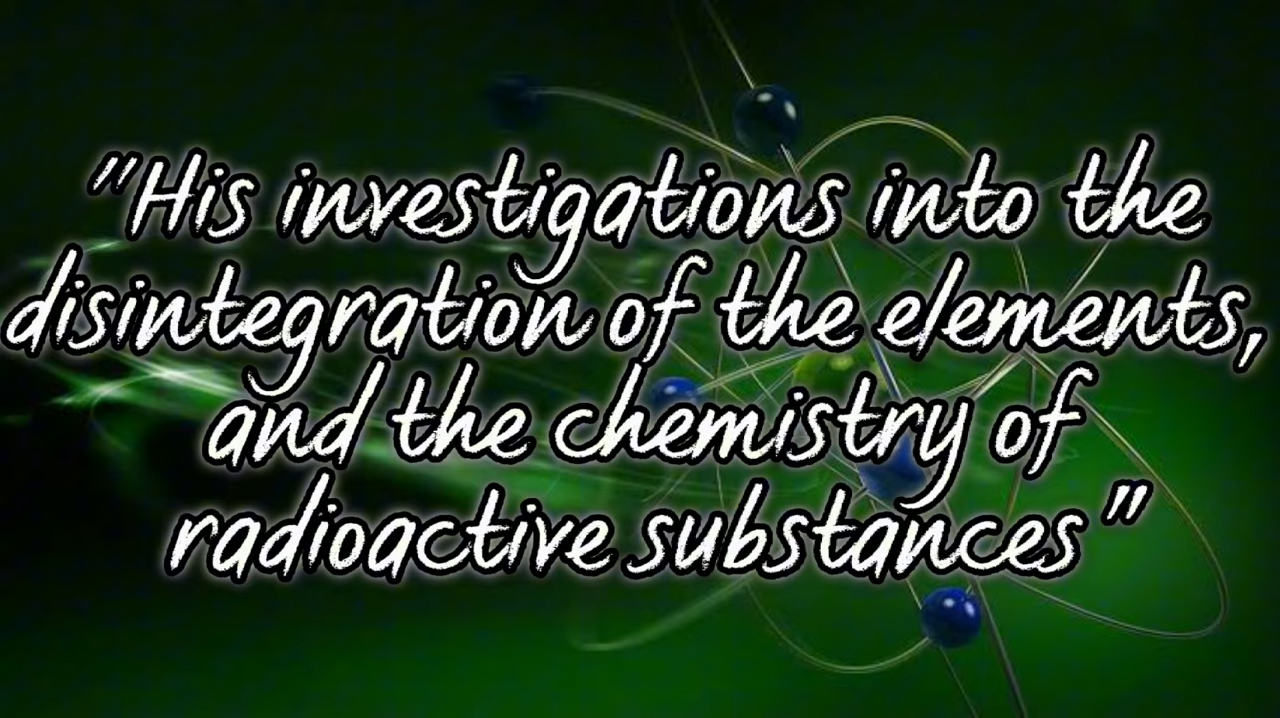 "His investigations into the
disintegration of the elements,
and the chemistry of
radioactive substances"